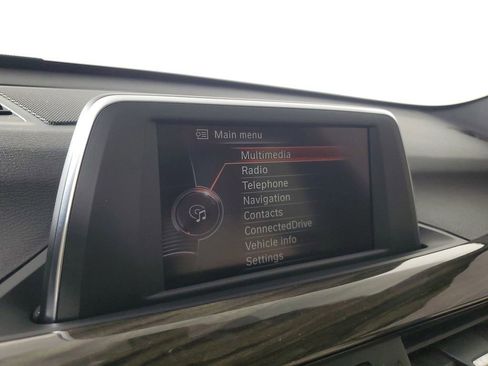 Main menu
Multimedia
Radio
Telephone
Navigation
Contacts
ConnectedDrive
Vehicle info
Settings